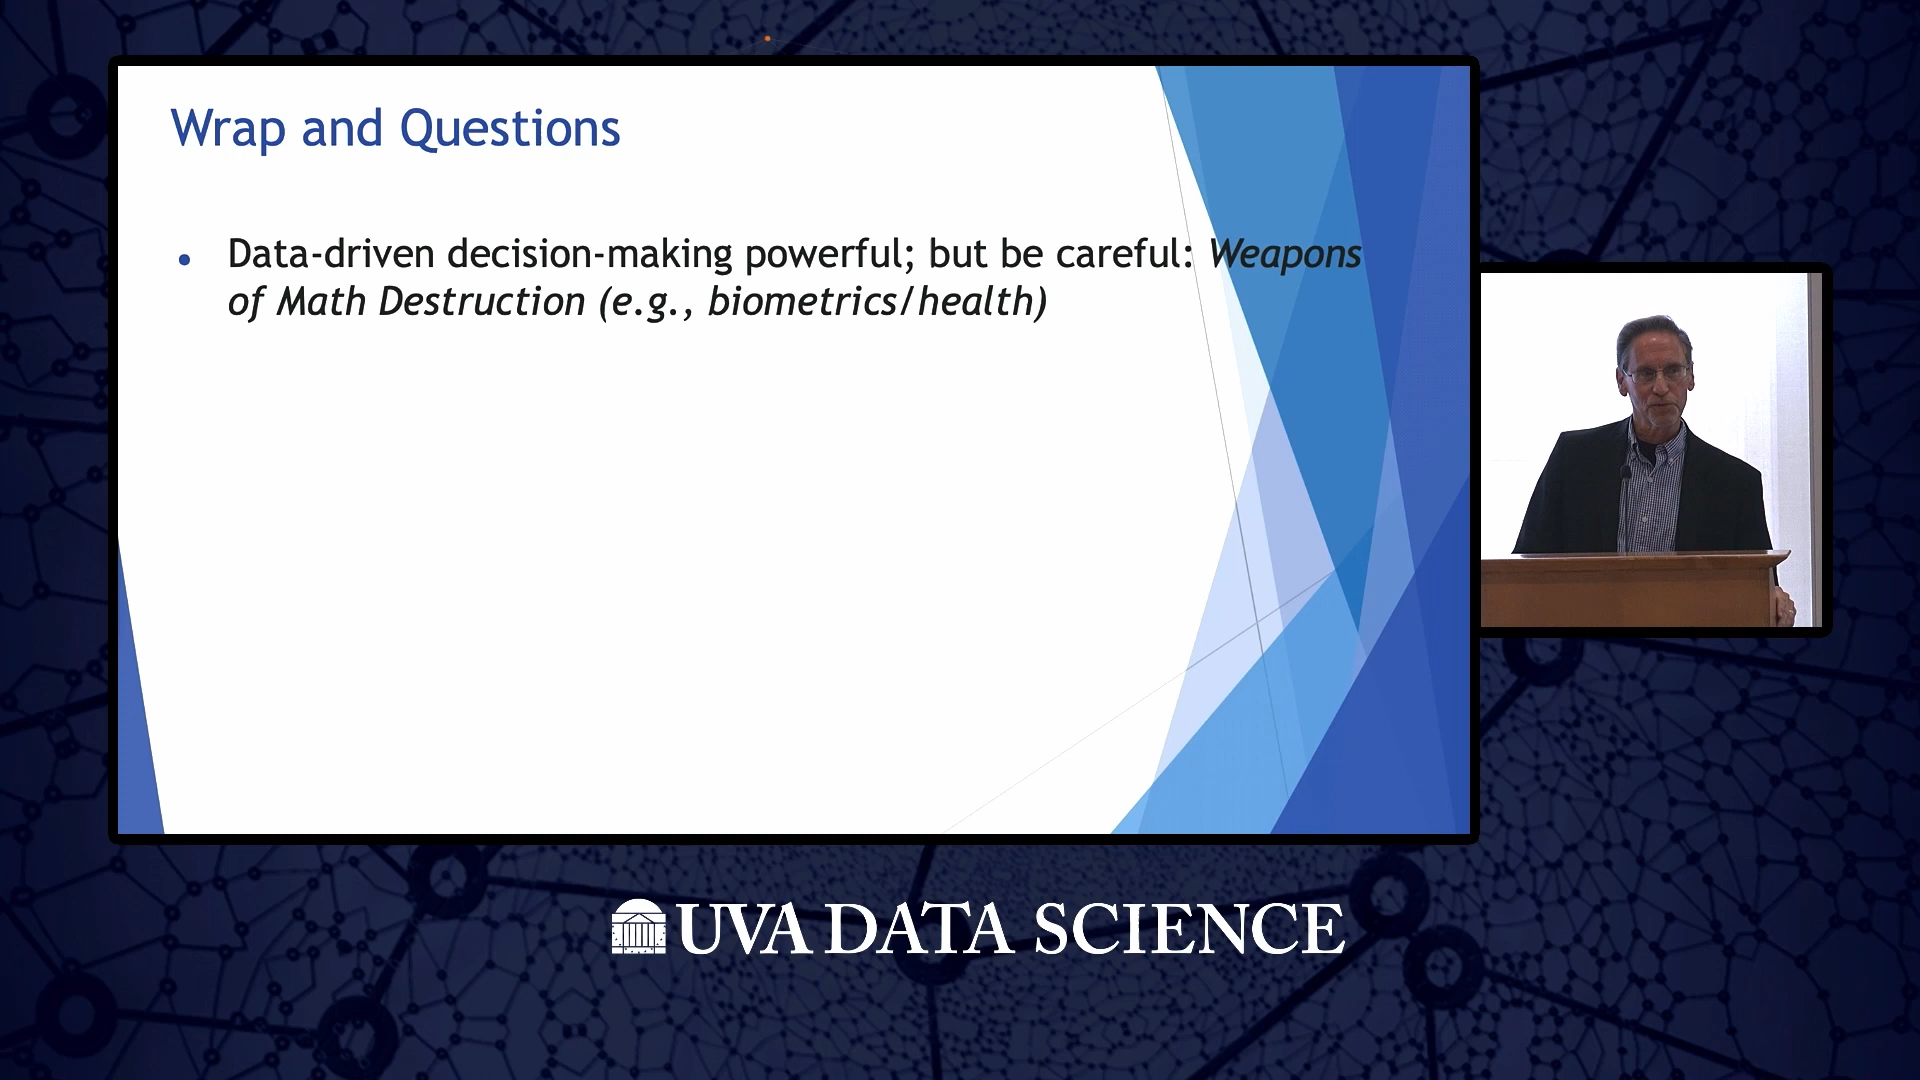 Wrap and Questions
• Data-driven decision-making powerful; but be careful: Weapons
of Math Destruction (e.g., biometrics/health)
UVA DATA SCIENCE